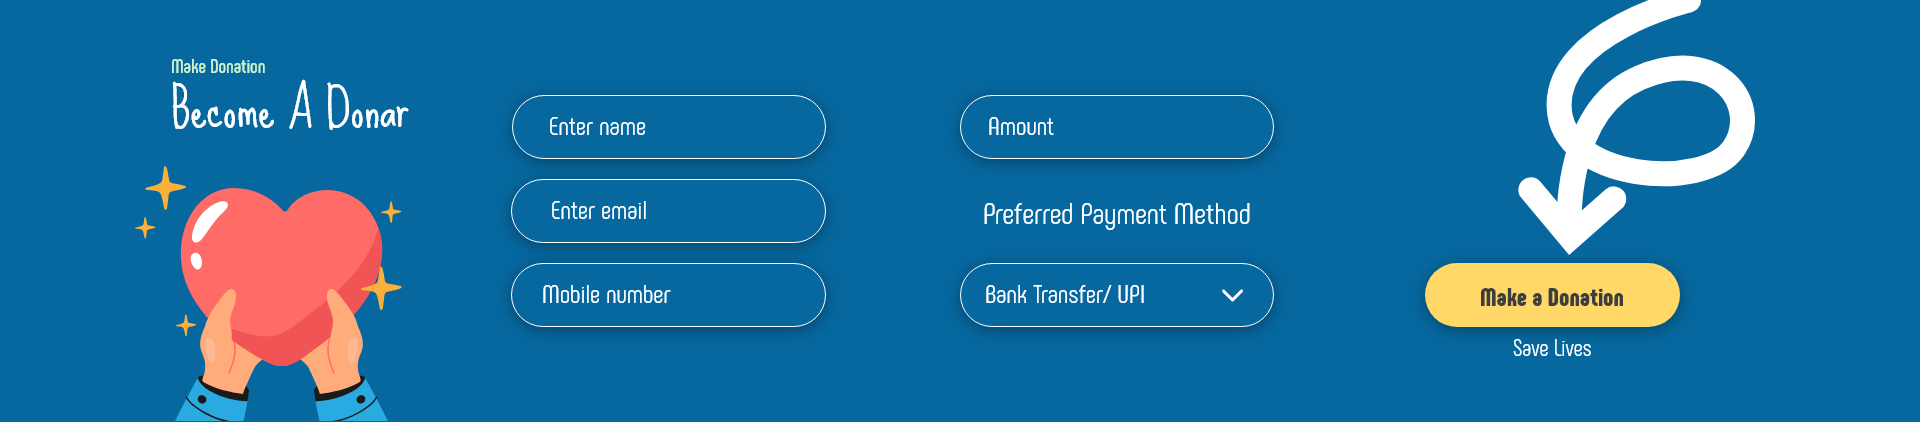 Make Donation
Become A Donar
Enter name
Enter email
Mobile number
Amount
Preferred Payment Method
Bank Transfer/ UPI
Make a Donation
Save Lives